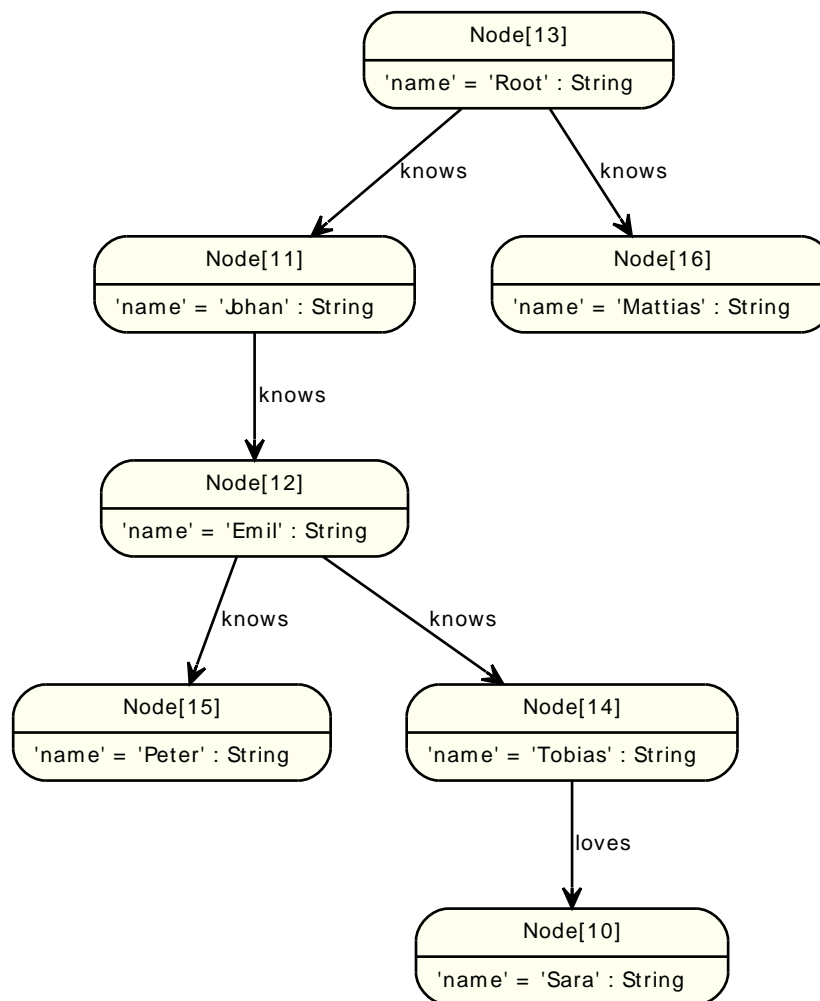 Node[13]
'name' = 'Root' : String
knows
knows
Node[11]
'name' = 'Johan' : String
Node[16]
'name' = 'Mattias' : String
knows
Node[12]
'name' = 'Emil' : String
knows
knows
Node[15]
'name' = 'Peter' : String
Node[14]
'name' = 'Tobias' : String
loves
Node[10]
'name' = 'Sara' : String